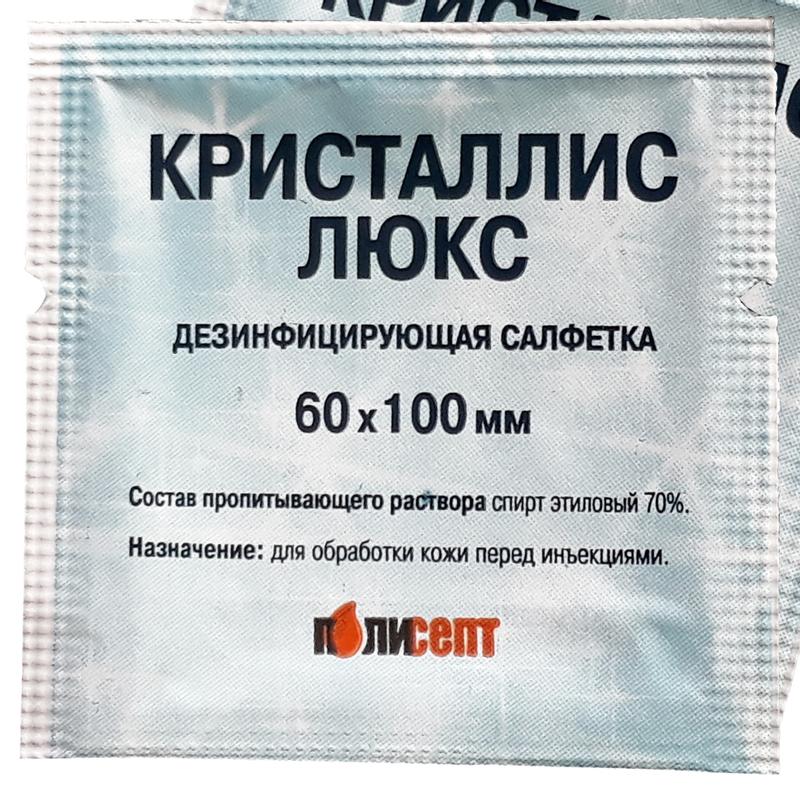 КРИСТАЛЛИС
ЛЮКС
ДЕЗИНФИЦИРУЮЩАЯ САЛФЕТКА
60 х 100 мм
Состав пропитывающего раствора спирт этиловый 70%.
Назначение: для обработки кожи перед инъекциями.
ПОЛИСЕПТ